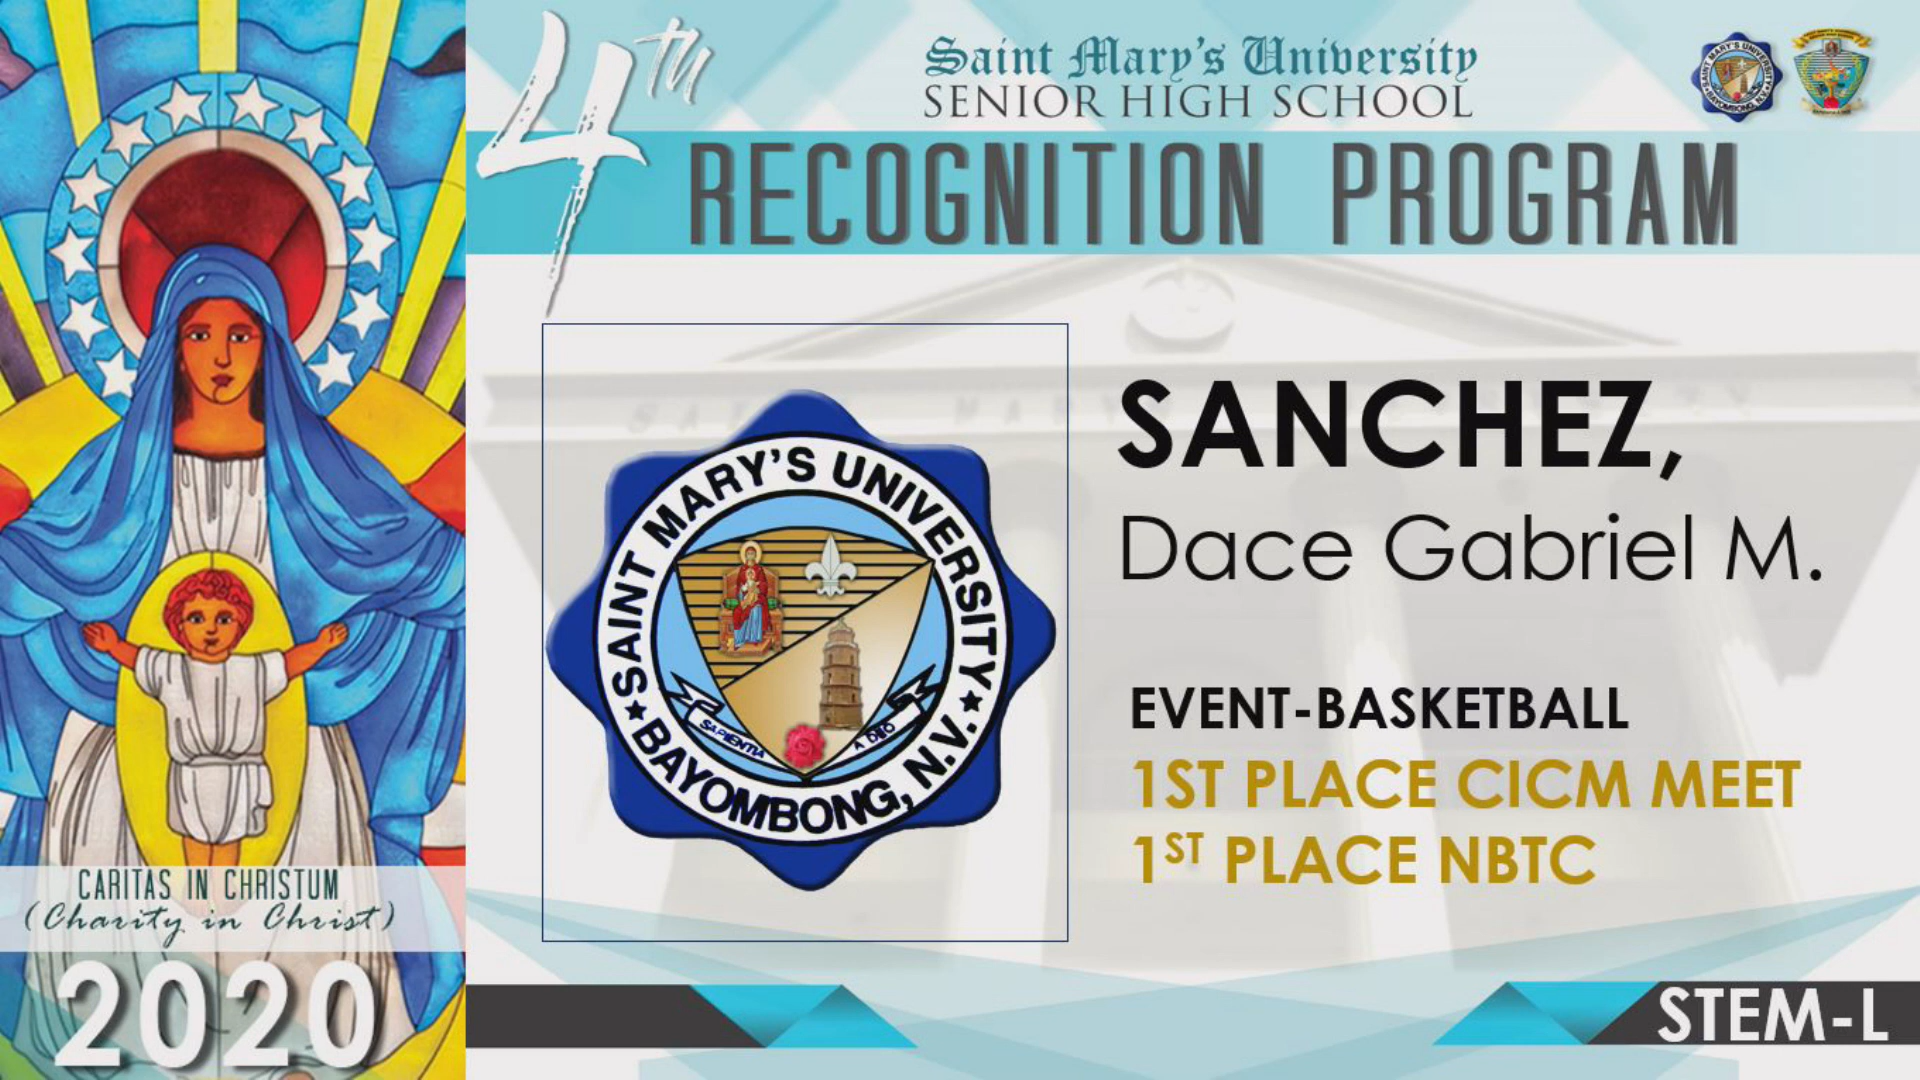 4TH
Saint Mary's University
SENIOR HIGH SCHOOL
RECOGNITION PROGRAM
SAINT MARY'S UNIVERSITY
BAYOMBONG, N.V.
SAPIENTIA A DEO
SANCHEZ,
Dace Gabriel M.
EVENT-BASKETBALL
1ST PLACE CICM MEET
1ST PLACE NBTC
CARITAS IN CHRISTUM
(Charity in Christ)
2020
STEM-L